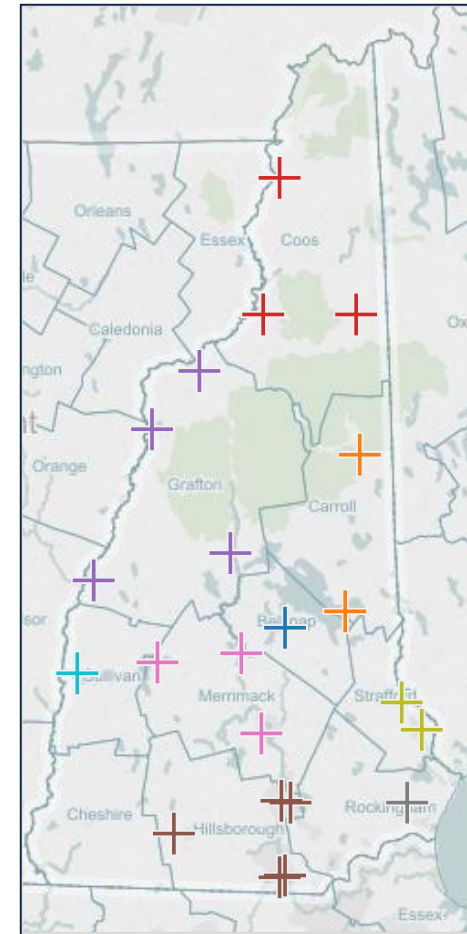 Orleans
Essex
Coos
le
Caledonia
Ox
ngton
nt
Orange
Grafton
Carroll
sor
Belknap
Sullivan
Merrimack
Strafford
Cheshire
Hillsborough
Rockingham
Essex